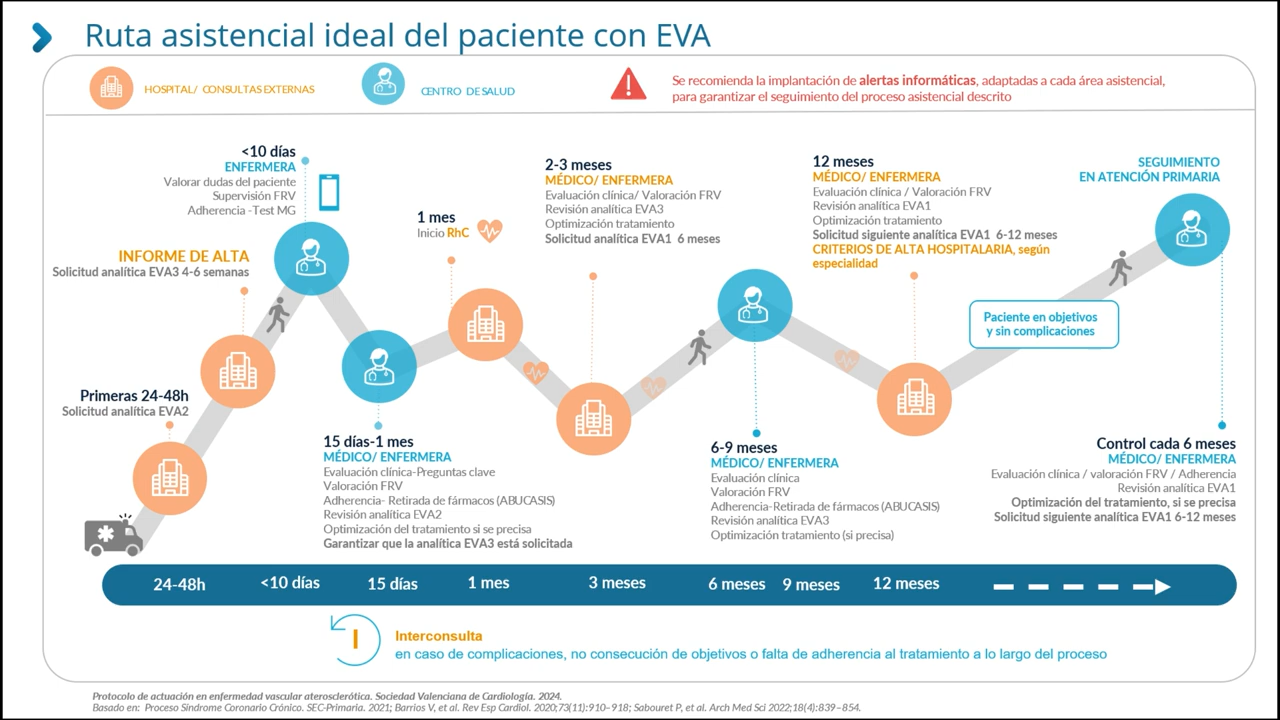 Ruta asistencial ideal del paciente con EVA
HOSPITAL/ CONSULTAS EXTERNAS
CENTRO DE SALUD
Se recomienda la implantación de alertas informáticas, adaptadas a cada área asistencial,
para garantizar el seguimiento del proceso asistencial descrito
<10 días
ENFERMERA
Valorar dudas del paciente
Supervisión FRV
Adherencia -Test MG
INFORME DE ALTA
Solicitud analítica EVA3 4-6 semanas
Primeras 24-48h
Solicitud analítica EVA2
15 días-1 mes
MÉDICO/ ENFERMERA
Evaluación clínica-Preguntas clave
Valoración FRV
Adherencia- Retirada de fármacos (ABUCASIS)
Revisión analítica EVA2
Optimización del tratamiento si se precisa
Garantizar que la analítica EVA3 está solicitada
1 mes
Inicio RhC
2-3 meses
MÉDICO/ ENFERMERA
Evaluación clínica/ Valoración FRV
Revisión analítica EVA3
Optimización tratamiento
Solicitud analítica EVA1 6 meses
6-9 meses
MÉDICO/ ENFERMERA
Evaluación clínica
Valoración FRV
Adherencia-Retirada de fármacos (ABUCASIS)
Revisión analítica EVA3
Optimización tratamiento (si precisa)
12 meses
MÉDICO/ ENFERMERA
Evaluación clínica / Valoración FRV
Revisión analítica EVA1
Optimización tratamiento
Solicitud siguiente analítica EVA1 6-12 meses
CRITERIOS DE ALTA HOSPITALARIA, según
especialidad
Paciente en objetivos
y sin complicaciones
SEGUIMIENTO
EN ATENCIÓN PRIMARIA
Control cada 6 meses
MÉDICO/ ENFERMERA
Evaluación clínica / valoración FRV / Adherencia
Revisión analítica EVA1
Optimización del tratamiento, si se precisa
Solicitud siguiente analítica EVA1 6-12 meses
24-48h <10 días 15 días 1 mes 3 meses 6 meses 9 meses 12 meses
I
Interconsulta
en caso de complicaciones, no consecución de objetivos o falta de adherencia al tratamiento a lo largo del proceso
Protocolo de actuación en enfermedad vascular aterosclerótica. Sociedad Valenciana de Cardiología. 2024.
Basado en: Proceso Síndrome Coronario Crónico. SEC-Primaria. 2021; Barrios V, et al. Rev Esp Cardiol. 2020;73(11):910–918; Sabouret P, et al. Arch Med Sci 2022;18(4):839–854.